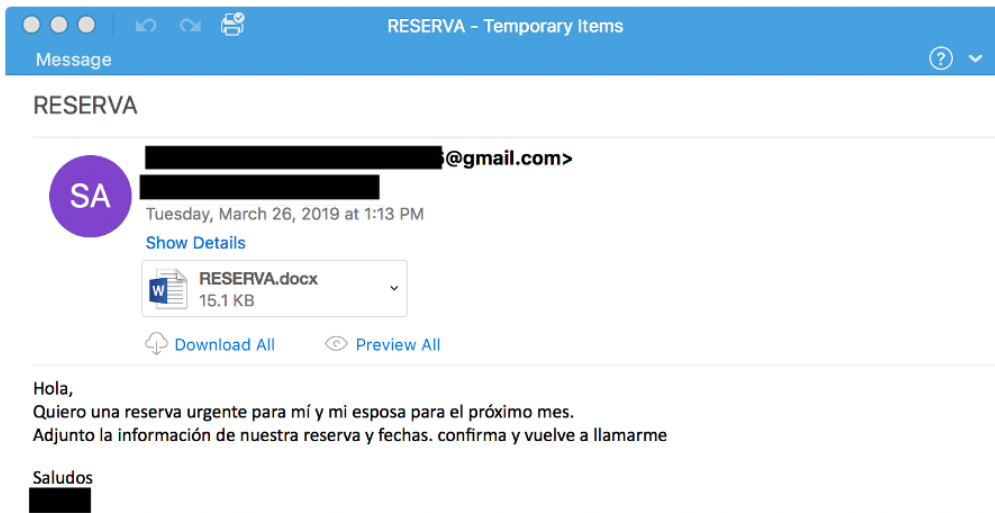 RESERVA – Temporary Items
Message
RESERVA
@gmail.com>
SA
Tuesday, March 26, 2019 at 1:13 PM
Show Details
RESERVA.docx
W
15.1 KB
Download All
Preview All
Hola,
Quiero una reserva urgente para mí y mi esposa para el próximo mes.
Adjunto la información de nuestra reserva y fechas. confirma y vuelve a llamarme
Saludos